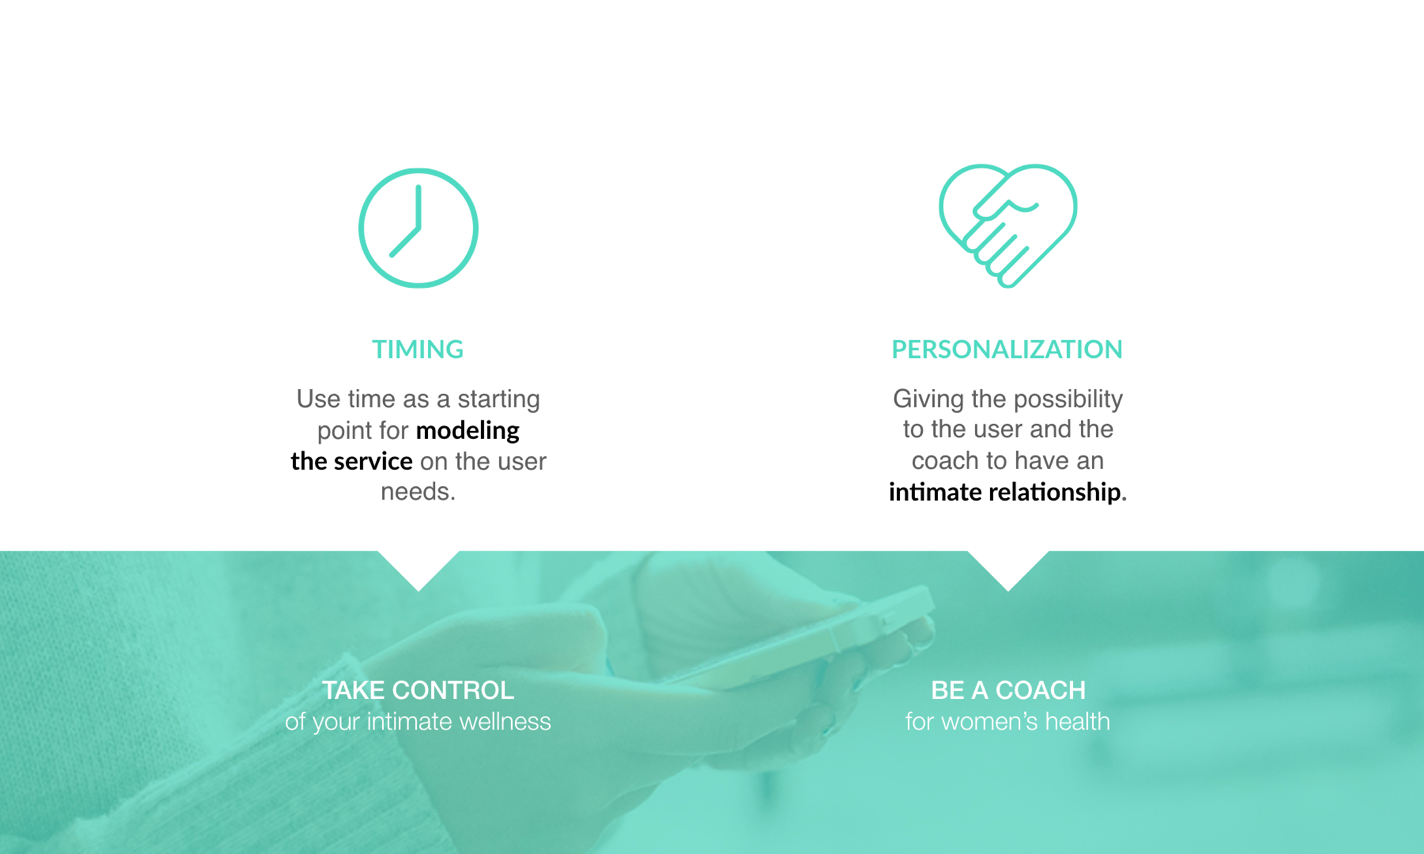 TIMING
Use time as a starting
point for modeling
the service on the user
needs.
PERSONALIZATION
Giving the possibility
to the user and the
coach to have an
intimate relationship.
TAKE CONTROL
of your intimate wellness
BE A COACH
for women’s health